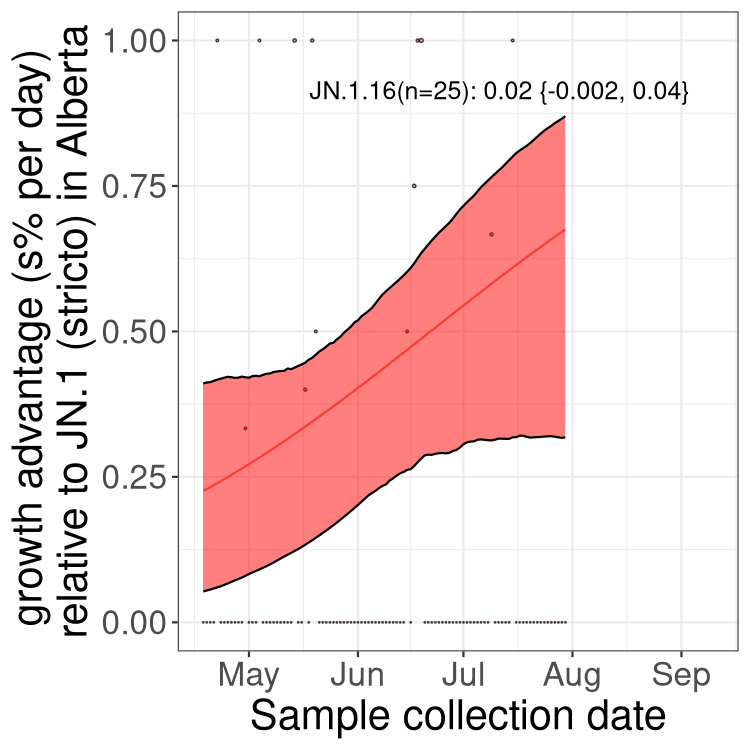 growth advantage (s% per day)
relative to JN.1 (stricto) in Alberta
1.00
0.75
0.50
0.25
0.00
JN.1.16(n=25): 0.02 {-0.002, 0.04}
May Jun Jul Aug Sep
Sample collection date